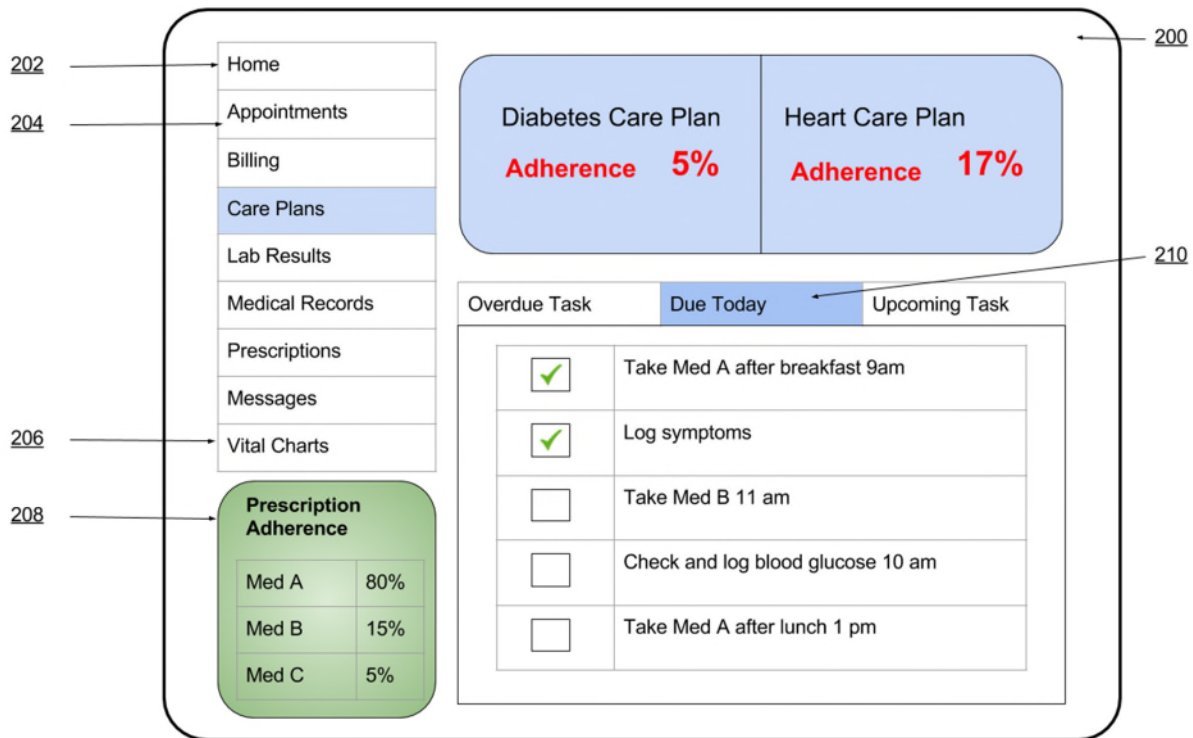 200
202
Home
204
Appointments
Billing
Care Plans
Lab Results
Medical Records
Prescriptions
Messages
206
Vital Charts
208
Prescription
Adherence
Med A 80%
Med B 15%
Med C 5%
Diabetes Care Plan
Adherence 5%
Heart Care Plan
Adherence 17%
210
Overdue Task Due Today Upcoming Task
Take Med A after breakfast 9am
Log symptoms
Take Med B 11 am
Check and log blood glucose 10 am
Take Med A after lunch 1 pm